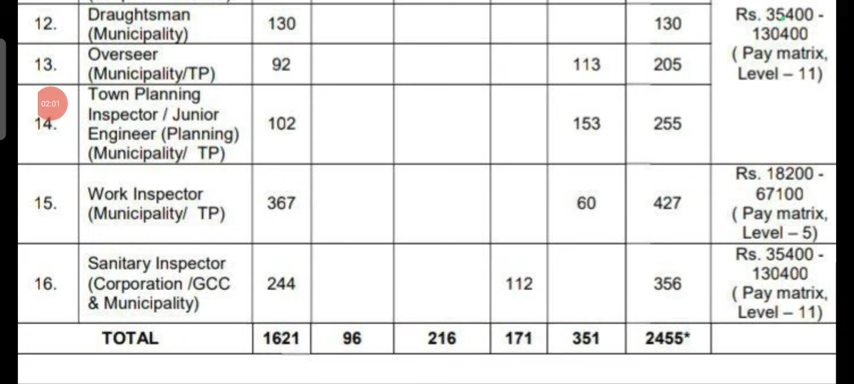 12. Draughtsman (Municipality) 130 130 Rs. 35400 - 130400 ( Pay matrix, Level – 11)
13. Overseer (Municipality/TP) 92 113 205
02:01
14. Town Planning Inspector / Junior Engineer (Planning) (Municipality/ TP) 102 153 255
15. Work Inspector (Municipality/ TP) 367 60 427 Rs. 18200 - 67100 ( Pay matrix, Level – 5)
16. Sanitary Inspector (Corporation /GCC & Municipality) 244 112 356 Rs. 35400 - 130400 ( Pay matrix, Level – 11)
TOTAL 1621 96 216 171 351 2455*